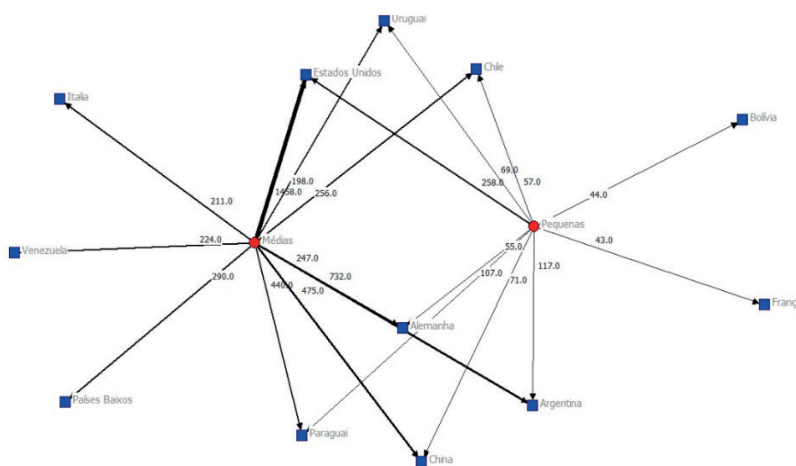 Uruguai
Estados Unidos
Chile
Italia
Bolívia
69.0
198.0
258.0
57.0
1458.0
256.0
44.0
211.0
Pequenas
Médias
224.0
43.0
Venezuela
55.0
247.0
117.0
290.0
732.0
107.0
440.0
475.0
71.0
Franç
Alemanha
Países Baixos
Argentina
Paraguai
China